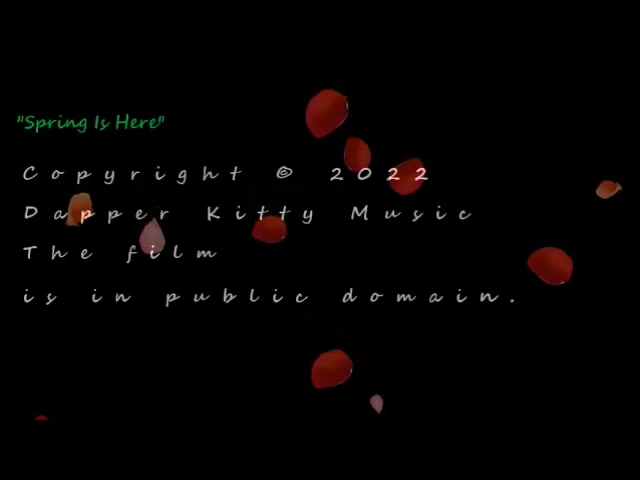 "Spring Is Here"
Copyright © 2022
Dapper Kitty Music
The film
is in public domain.